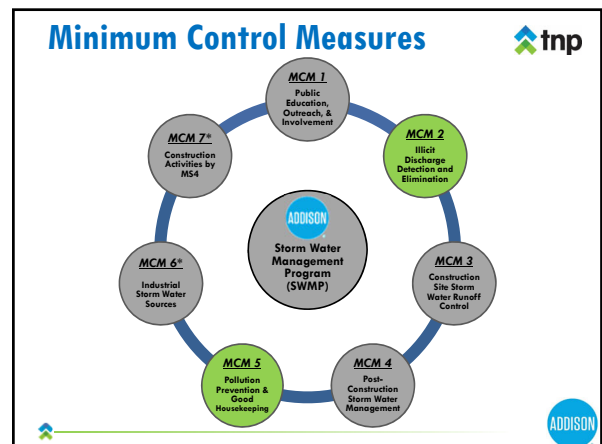 Minimum Control Measures
tnp
MCM 1
Public
Education,
Outreach, &
Involvement
MCM 2
Illicit
Discharge
Detection and
Elimination
MCM 3
Construction
Site Storm
Water Runoff
Control
MCM 4
Post-
Construction
Storm Water
Management
MCM 5
Pollution
Prevention &
Good
Housekeeping
MCM 6*
Industrial
Storm Water
Sources
MCM 7*
Construction
Activities by
MS4
ADDISON
Storm Water
Management
Program
(SWMP)
ADDISON